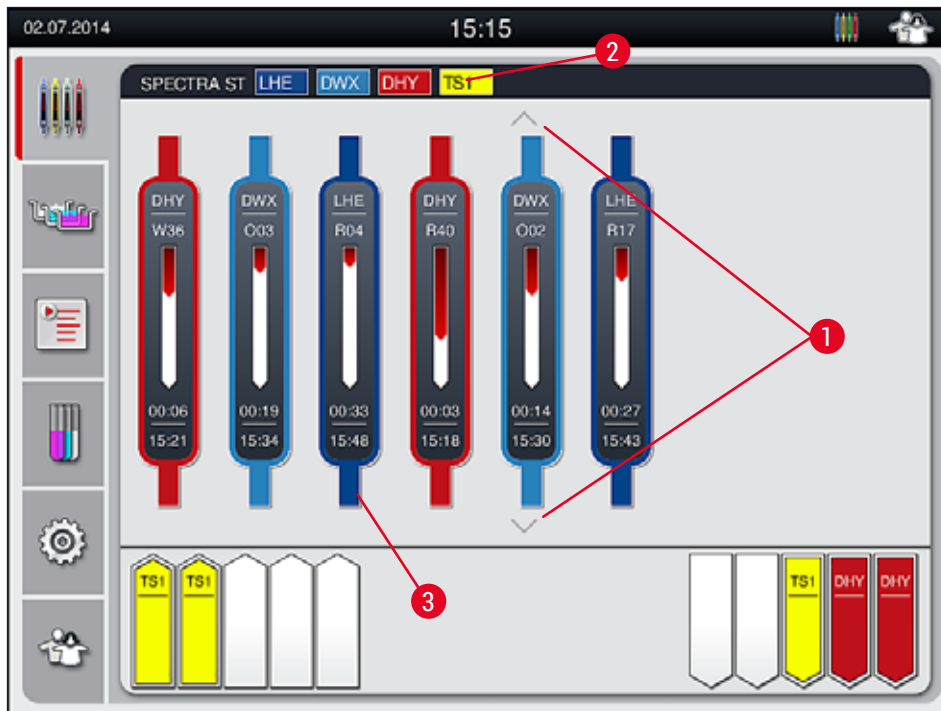 02.07.2014 15:15
2
SPECTRA ST LHE DWX DHY TS1
DHY DWX LHE DHY DWX LHE
W36 O03 R04 R40 O02 R17
1
00:06 00:19 00:33 00:03 00:14 00:27
15:21 15:34 15:48 15:18 15:30 15:43
3
TS1 TS1 TS1 DHY DHY